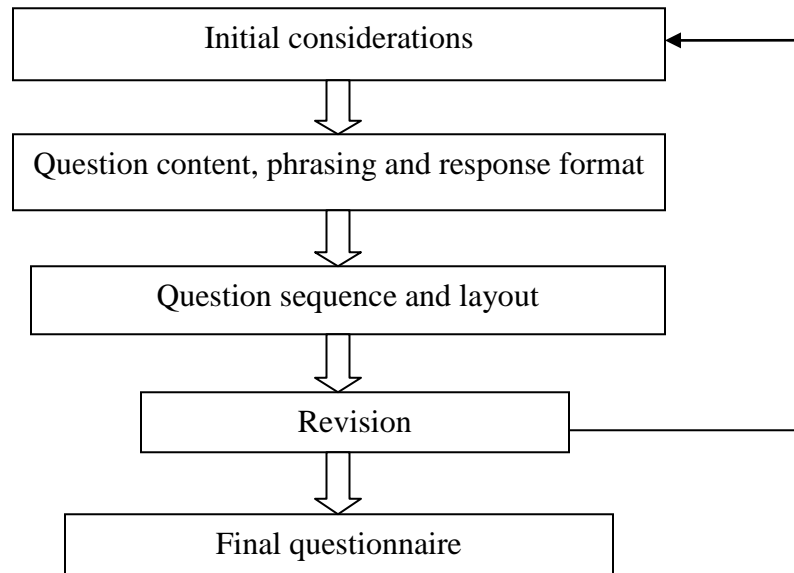 Initial considerations
Question content, phrasing and response format
Question sequence and layout
Revision
Final questionnaire